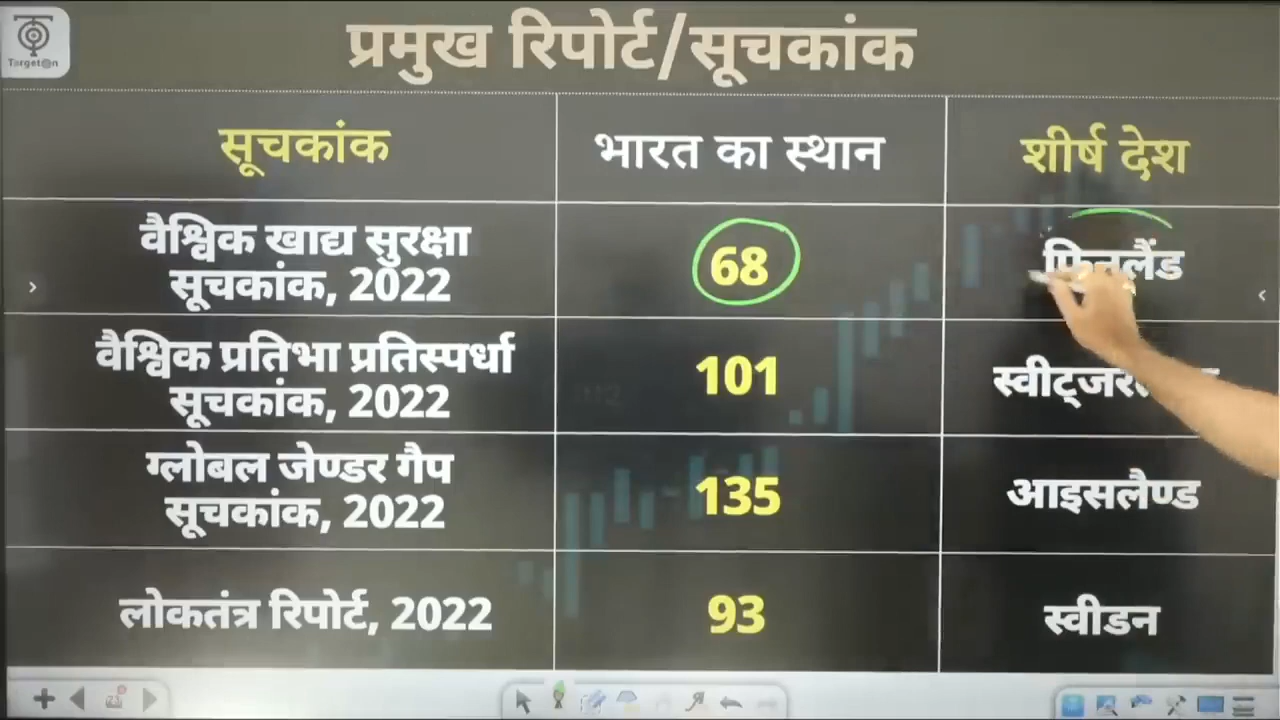 Target@n
प्रमुख रिपोर्ट/सूचकांक
सूचकांक
भारत का स्थान
शीर्ष देश
वैश्विक खाद्य सुरक्षा
सूचकांक, 2022
68
वैश्विक प्रतिभा प्रतिस्पर्धा
सूचकांक, 2022
101
ग्लोबल जेण्डर गैप
सूचकांक, 2022
135
आइसलैण्ड
लोकतंत्र रिपोर्ट, 2022
93
स्वीडन